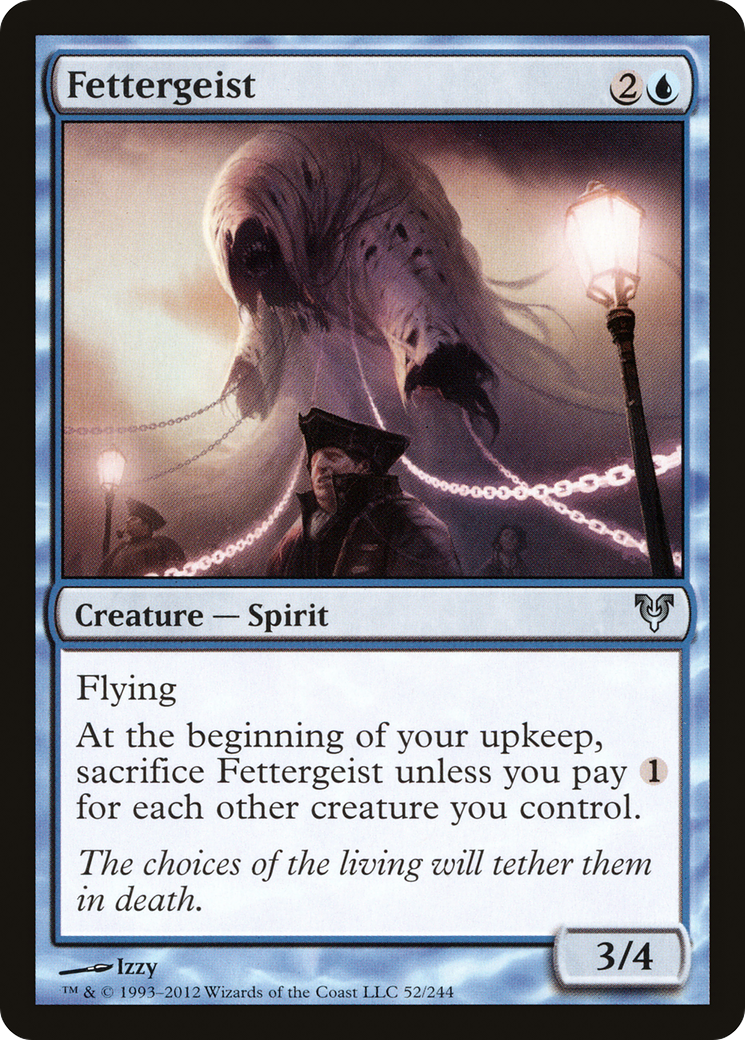 Fettergeist
2
Creature — Spirit
Flying
At the beginning of your upkeep,
sacrifice Fettergeist unless you pay 1
for each other creature you control.
The choices of the living will tether them
in death.
3/4
Izzy
™ & © 1993–2012 Wizards of the Coast LLC 52/244